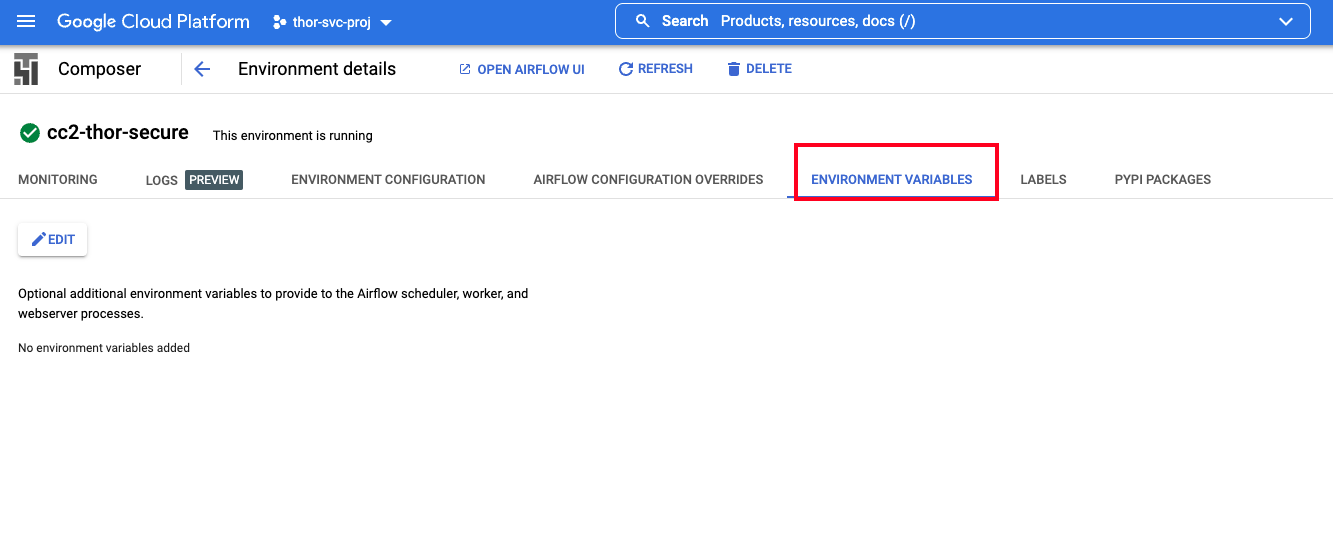 Google Cloud Platform thor-svc-proj Search Products, resources, docs (/)
Composer Environment details OPEN AIRFLOW UI REFRESH DELETE
cc2-thor-secure This environment is running
MONITORING LOGS PREVIEW ENVIRONMENT CONFIGURATION AIRFLOW CONFIGURATION OVERRIDES ENVIRONMENT VARIABLES LABELS PYPI PACKAGES
EDIT
Optional additional environment variables to provide to the Airflow scheduler, worker, and
webserver processes.
No environment variables added